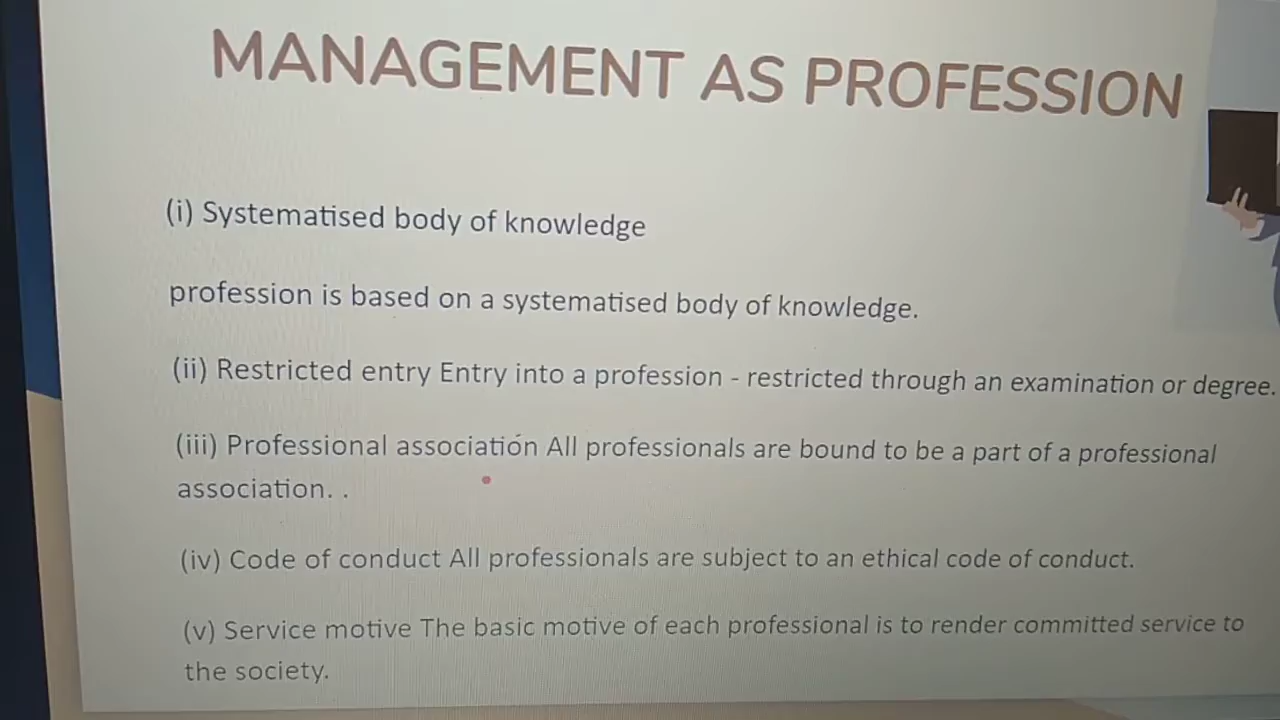 MANAGEMENT AS PROFESSION
(i) Systematised body of knowledge
profession is based on a systematised body of knowledge.
(ii) Restricted entry Entry into a profession - restricted through an examination or degree.
(iii) Professional association All professionals are bound to be a part of a professional
association. .
(iv) Code of conduct All professionals are subject to an ethical code of conduct.
(v) Service motive The basic motive of each professional is to render committed service to
the society.